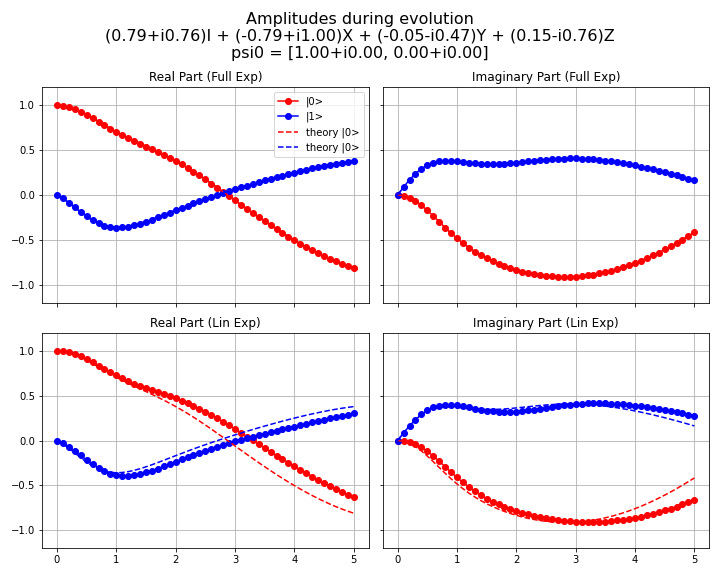 Amplitudes during evolution
(0.79+i0.76)I + (-0.79+i1.00)X + (-0.05-i0.47)Y + (0.15-i0.76)Z
psi0 = [1.00+i0.00, 0.00+i0.00]
Real Part (Full Exp)
Imaginary Part (Full Exp)
1.0
0.5
0.0
−0.5
−1.0
|0>
|1>
theory |0>
theory |0>
Real Part (Lin Exp)
Imaginary Part (Lin Exp)
1.0
0.5
0.0
−0.5
−1.0
0 1 2 3 4 5
0 1 2 3 4 5